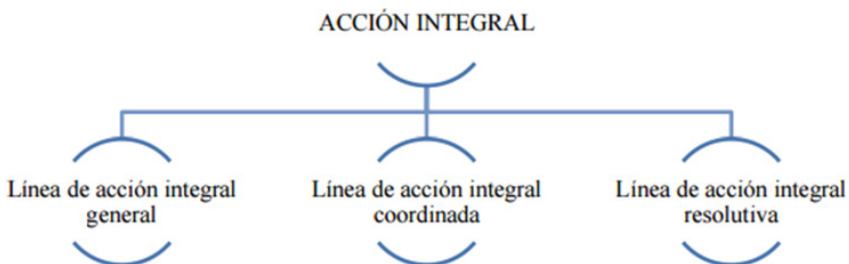 ACCIÓN INTEGRAL
Línea de acción integral
general
Línea de acción integral
coordinada
Línea de acción integral
resolutiva